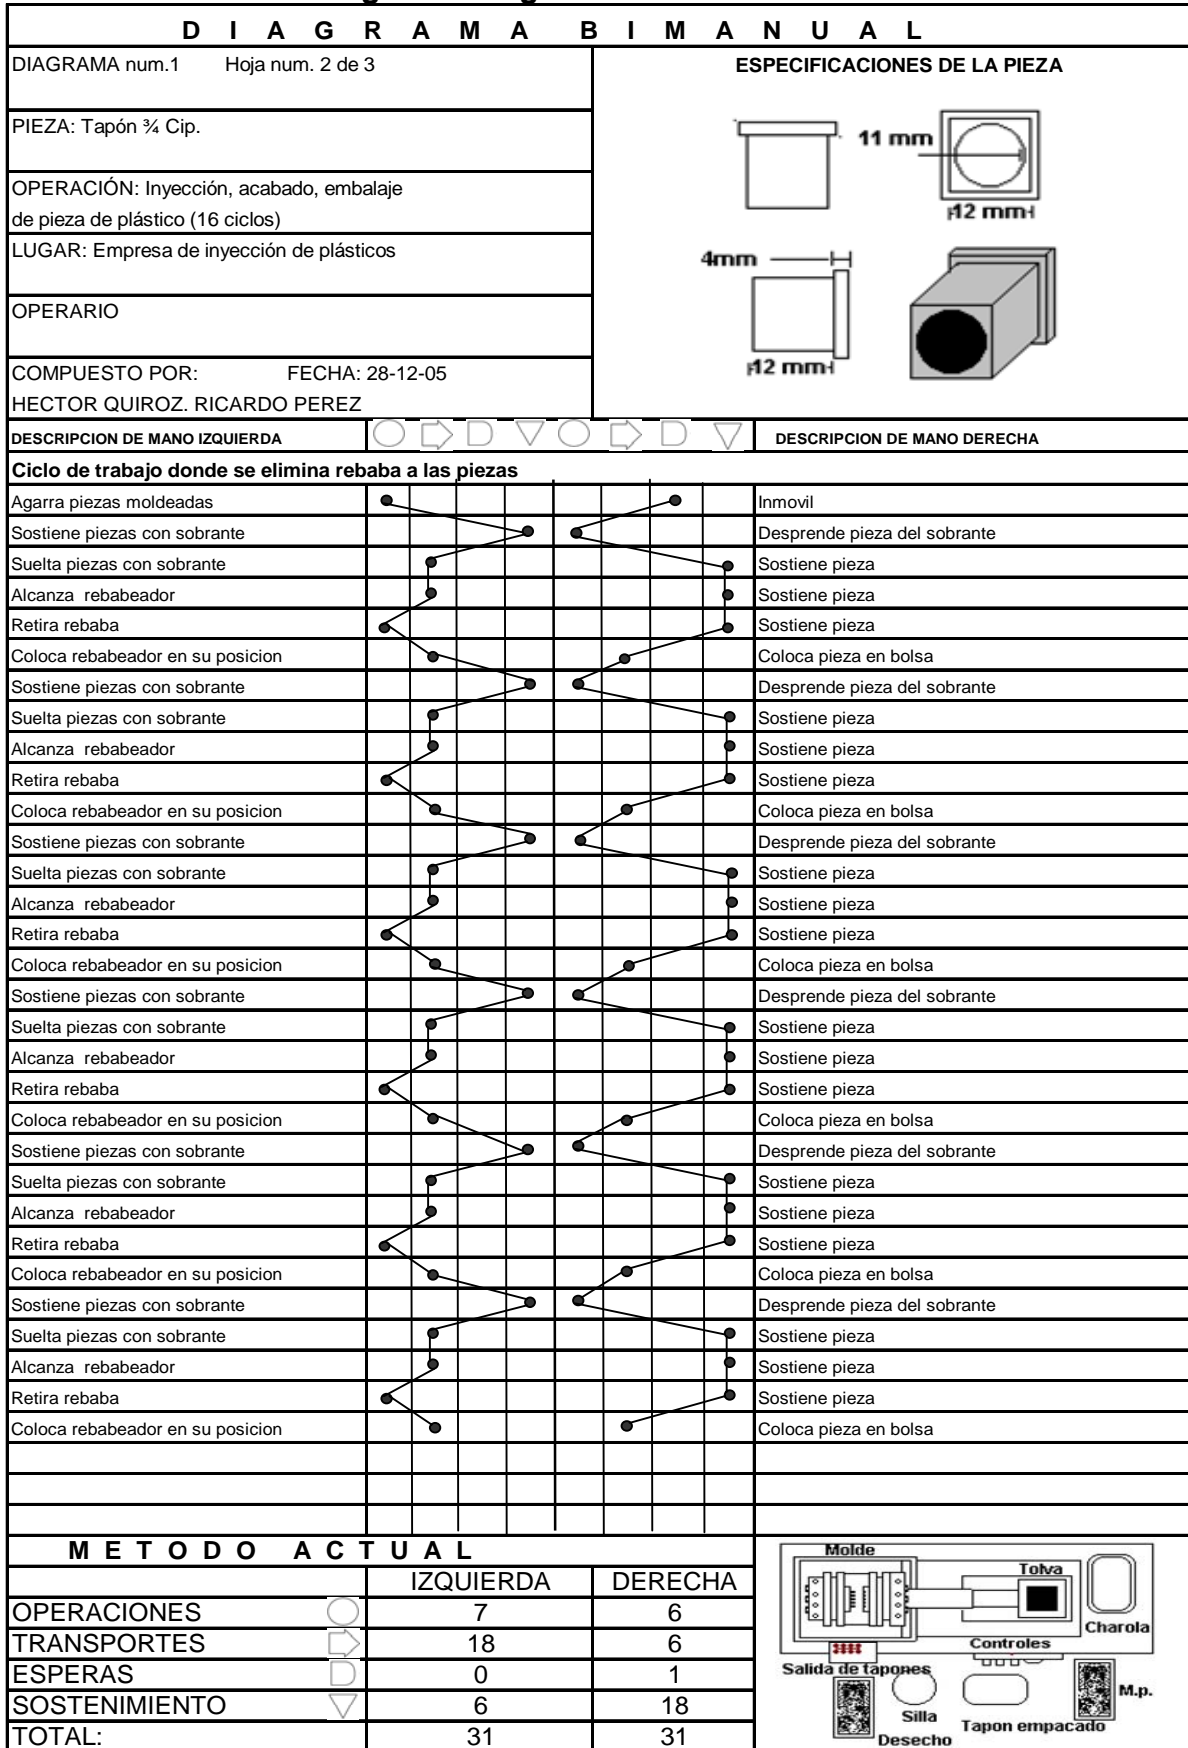 D I A G R A M A B I M A N U A L
DIAGRAMA num.1 Hoja num. 2 de 3
ESPECIFICACIONES DE LA PIEZA
PIEZA: Tapón ¾ Cip.
11 mm
12 mm
OPERACIÓN: Inyección, acabado, embalaje
de pieza de plástico (16 ciclos)
LUGAR: Empresa de inyección de plásticos
4mm
12 mm
OPERARIO
COMPUESTO POR: FECHA: 28-12-05
HECTOR QUIROZ. RICARDO PEREZ
DESCRIPCION DE MANO IZQUIERDA DESCRIPCION DE MANO DERECHA
Ciclo de trabajo donde se elimina rebaba a las piezas
Agarra piezas moldeadas Inmovil
Sostiene piezas con sobrante Desprende pieza del sobrante
Suelta piezas con sobrante Sostiene pieza
Alcanza rebabeador Sostiene pieza
Retira rebaba Sostiene pieza
Coloca rebabeador en su posicion Coloca pieza en bolsa
Sostiene piezas con sobrante Desprende pieza del sobrante
Suelta piezas con sobrante Sostiene pieza
Alcanza rebabeador Sostiene pieza
Retira rebaba Sostiene pieza
Coloca rebabeador en su posicion Coloca pieza en bolsa
Sostiene piezas con sobrante Desprende pieza del sobrante
Suelta piezas con sobrante Sostiene pieza
Alcanza rebabeador Sostiene pieza
Retira rebaba Sostiene pieza
Coloca rebabeador en su posicion Coloca pieza en bolsa
Sostiene piezas con sobrante Desprende pieza del sobrante
Suelta piezas con sobrante Sostiene pieza
Alcanza rebabeador Sostiene pieza
Retira rebaba Sostiene pieza
Coloca rebabeador en su posicion Coloca pieza en bolsa
Sostiene piezas con sobrante Desprende pieza del sobrante
Suelta piezas con sobrante Sostiene pieza
Alcanza rebabeador Sostiene pieza
Retira rebaba Sostiene pieza
Coloca rebabeador en su posicion Coloca pieza en bolsa
Sostiene piezas con sobrante Desprende pieza del sobrante
Suelta piezas con sobrante Sostiene pieza
Alcanza rebabeador Sostiene pieza
Retira rebaba Sostiene pieza
Coloca rebabeador en su posicion Coloca pieza en bolsa
M E T O D O A C T U A L
IZQUIERDA DERECHA
OPERACIONES 7 6
TRANSPORTES 18 6
ESPERAS 0 1
SOSTENIMIENTO 6 18
TOTAL: 31 31
Molde
Tolva
Charola
Controles
Salida de tapones
M.p.
Silla
Tapon empacado
Desecho